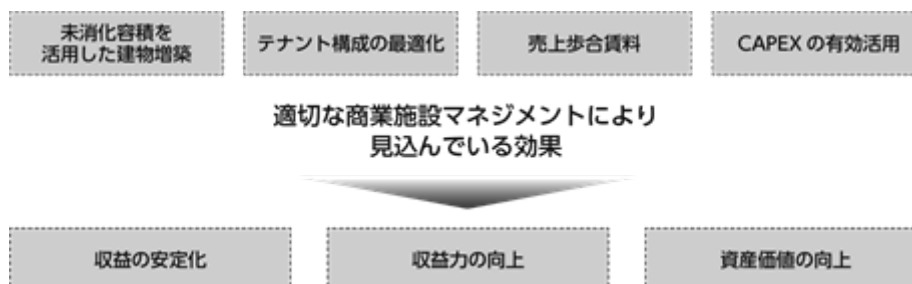 未消化容積を
活用した建物増築
テナント構成の最適化
売上歩合賃料
CAPEX の有効活用
適切な商業施設マネジメントにより
見込んでいる効果
収益の安定化
収益力の向上
資産価値の向上